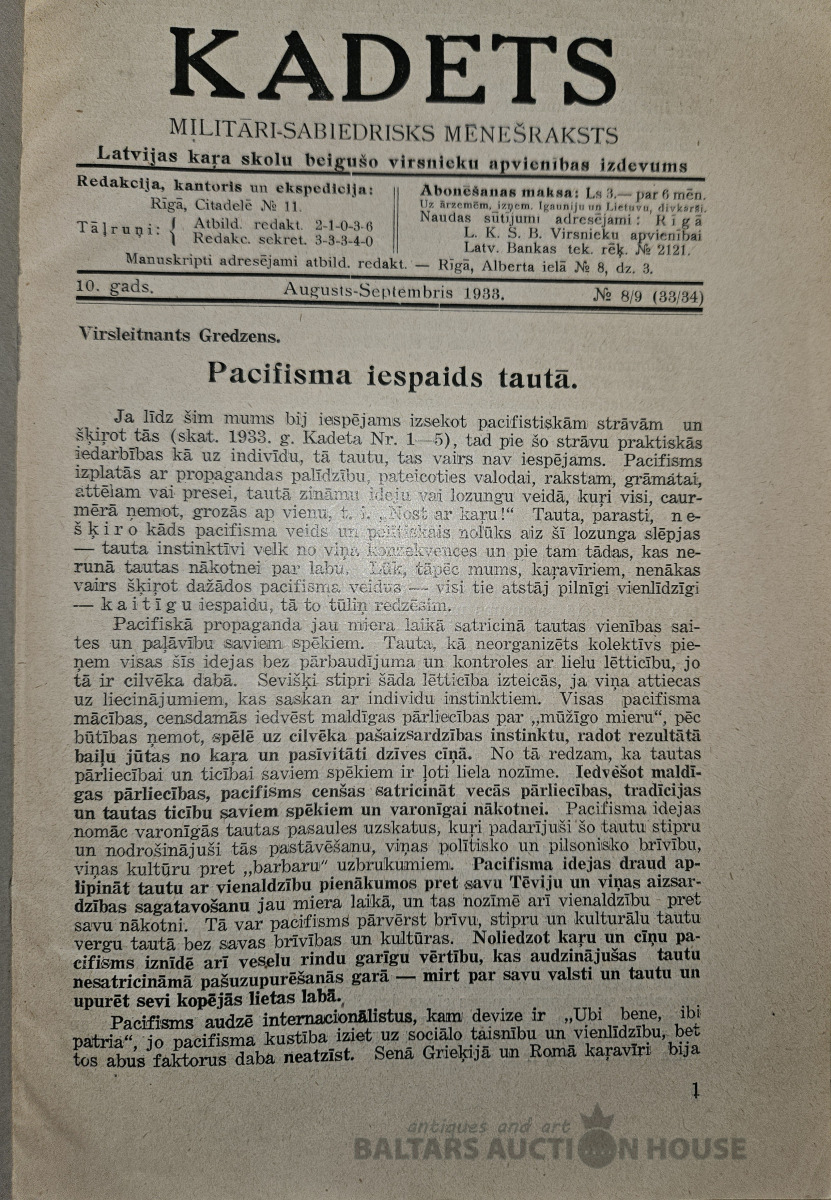 KADETS
MILITĀRI-SABIEDRISKS MĒNEŠRAKSTS
Latvijas kaŗa skolu beigušo virsnieku apvienības izdevums
Redakcija, kantoris un ekspedicija:
Rīgā, Citadelē № 11.
Tāļruņi: { Atbild. redakt. 2-1-0-3-6
Redakc. sekret. 3-3-3-4-0
Abonēšanas maksa: Ls 3.— par 6 mēn.
Uz ārzemēm, izņem. Igauniju un Lietuvu, divkārši.
Naudas sūtijumi adresējami: Rīgā
L. K. S. B. Virsnieku apvienibai
Latv. Bankas tek. rēķ. № 2121.
Manuskripti adresējami atbild. redakt. — Rīgā, Alberta ielā № 8, dz. 3.
10. gads. Augusts-Septembris 1933. № 8/9 (33/34)
Virsleitnants Gredzens.
Pacifisma iespaids tautā.
Ja līdz šim mums bij iespējams izsekot pacifistiskām strāvām un
šķiŗot tās (skat. 1933. g. Kadeta Nr. 1—5), tad pie šo strāvu praktiskās
iedarbības kā uz indivīdu, tā tautu, tas vairs nav iespējams. Pacifisms
izplatās ar propagandas palīdzību, pateicoties valodai, rakstam, grāmatai,
attēlam vai presei, tautā zināmu ideju vai lozungu veidā, kuŗi visi, caur-
mērā ņemot, grozās ap vienu, t. i. „Nost ar kaŗu!“ Tauta, parasti, ne-
šķiro kāds pacifisma veids un politiskais nolūks aiz šī lozunga slēpjas
— tauta instinktīvi velk no viņa konsekvences un pie tam tādas, kas ne-
runā tautas nākotnei par labu. Lūk, tāpēc mums, kaŗavīriem, nenākas
vairs šķiŗot dažādos pacifisma veidus — visi tie atstāj pilnīgi vienlīdzīgi
— kaitīgu iespaidu, tā to tūliņ redzēsim.
Pacifiskā propaganda jau miera laikā satricinā tautas vienības sai-
tes un paļāvību saviem spēkiem. Tauta, kā neorganizēts kolektīvs pie-
ņem visas šīs idejas bez pārbaudījuma un kontroles ar lielu lētticību, jo
tā ir cilvēka dabā. Sevišķi stipri šāda lētticība izteicās, ja viņa attiecas
uz liecinājumiem, kas saskan ar individu instinktiem. Visas pacifisma
mācības, censdamās iedvēst maldīgas pārliecības par „mūžīgo mieru“, pēc
būtības ņemot, spēlē uz cilvēka pašaizsardzības instinktu, radot rezultātā
baiļu jūtas no kaŗa un pasīvitāti dzīves cīņā. No tā redzam, ka tautas
pārliecībai un ticībai saviem spēkiem ir ļoti liela nozīme. Iedvēšot maldī-
gas pārliecības, pacifisms cenšas satricināt vecās pārliecības, tradīcijas
un tautas ticību saviem spēkiem un varonīgai nākotnei. Pacifisma idejas
nomāc varonīgās tautas pasaules uzskatus, kuŗi padarījuši šo tautu stipru
un nodrošinājuši tās pastāvēšanu, viņas polītisko un pilsonisko brīvību,
viņas kultūru pret „barbaru“ uzbrukumiem. Pacifisma idejas draud ap-
lipināt tautu ar vienaldzību pienākumos pret savu Tēviju un viņas aizsar-
dzības sagatavošanu jau miera laikā, un tas nozīmē arī vienaldzību pret
savu nākotni. Tā var pacifisms pārvērst brīvu, stipru un kulturālu tautu
vergu tautā bez savas brīvības un kultūras. Noliedzot kaŗu un cīņu pa-
cifisms iznīdē arī veselu rindu garīgu vērtību, kas audzinājušas tautu
nesatricināmā pašuzupurēšanās garā — mirt par savu valsti un tautu un
upurēt sevi kopējās lietas labā.
Pacifisms audzē internacionālistus, kam devize ir „Ubi bene, ibi
patria“, jo pacifisma kustība iziet uz sociālo taisnību un vienlīdzību, bet
tos abus faktorus daba neatzīst. Senā Grieķijā un Romā kaŗavīri bija
1
antiques and art
BALTARS AUCTION HOUSE